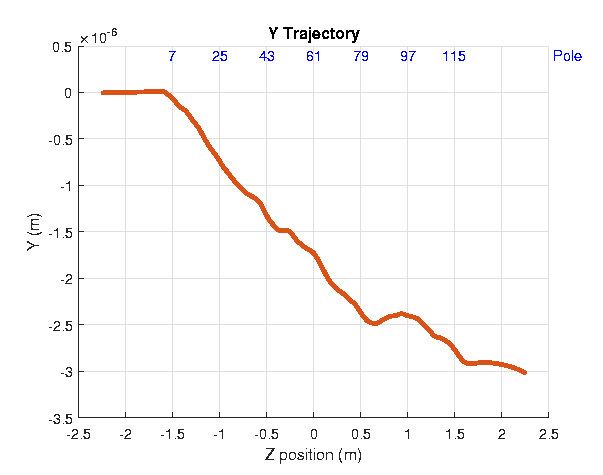 Y Trajectory
×10⁻⁶
7 25 43 61 79 97 115 Pole
0.5
0
-0.5
-1
-1.5
-2
-2.5
-3
-3.5
Y (m)
-2.5 -2 -1.5 -1 -0.5 0 0.5 1 1.5 2 2.5
Z position (m)